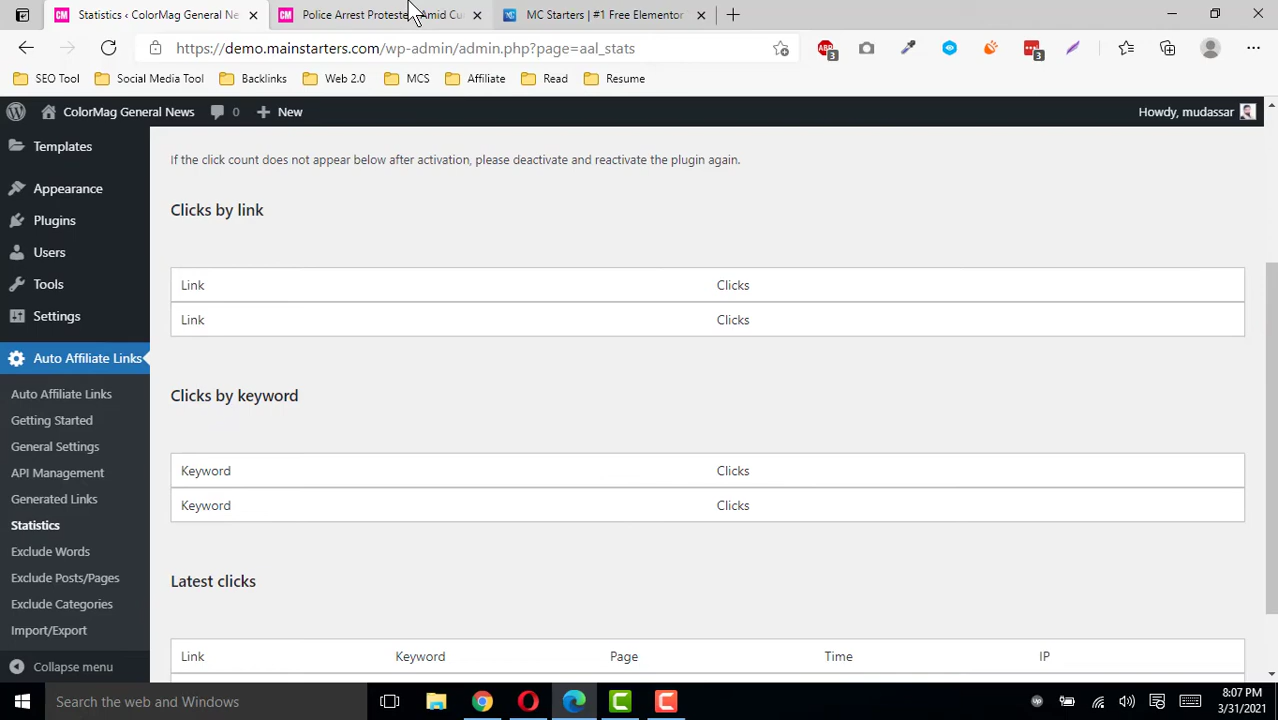 Statistics ‹ ColorMag General Ne
Police Arrest Proteste Amid Cu
MC Starters | #1 Free Elementor
https://demo.mainstarters.com/wp-admin/admin.php?page=aal_stats
3
3
SEO Tool
Social Media Tool
Backlinks
Web 2.0
MCS
Affiliate
Read
Resume
ColorMag General News
0
New
Howdy, mudassar
Templates
Appearance
Plugins
Users
Tools
Settings
Auto Affiliate Links
Auto Affiliate Links
Getting Started
General Settings
API Management
Generated Links
Statistics
Exclude Words
Exclude Posts/Pages
Exclude Categories
Import/Export
Collapse menu
If the click count does not appear below after activation, please deactivate and reactivate the plugin again.
Clicks by link
Link Clicks
Link Clicks
Clicks by keyword
Keyword Clicks
Keyword Clicks
Latest clicks
Link Keyword Page Time IP
Search the web and Windows
8:07 PM
3/31/2021